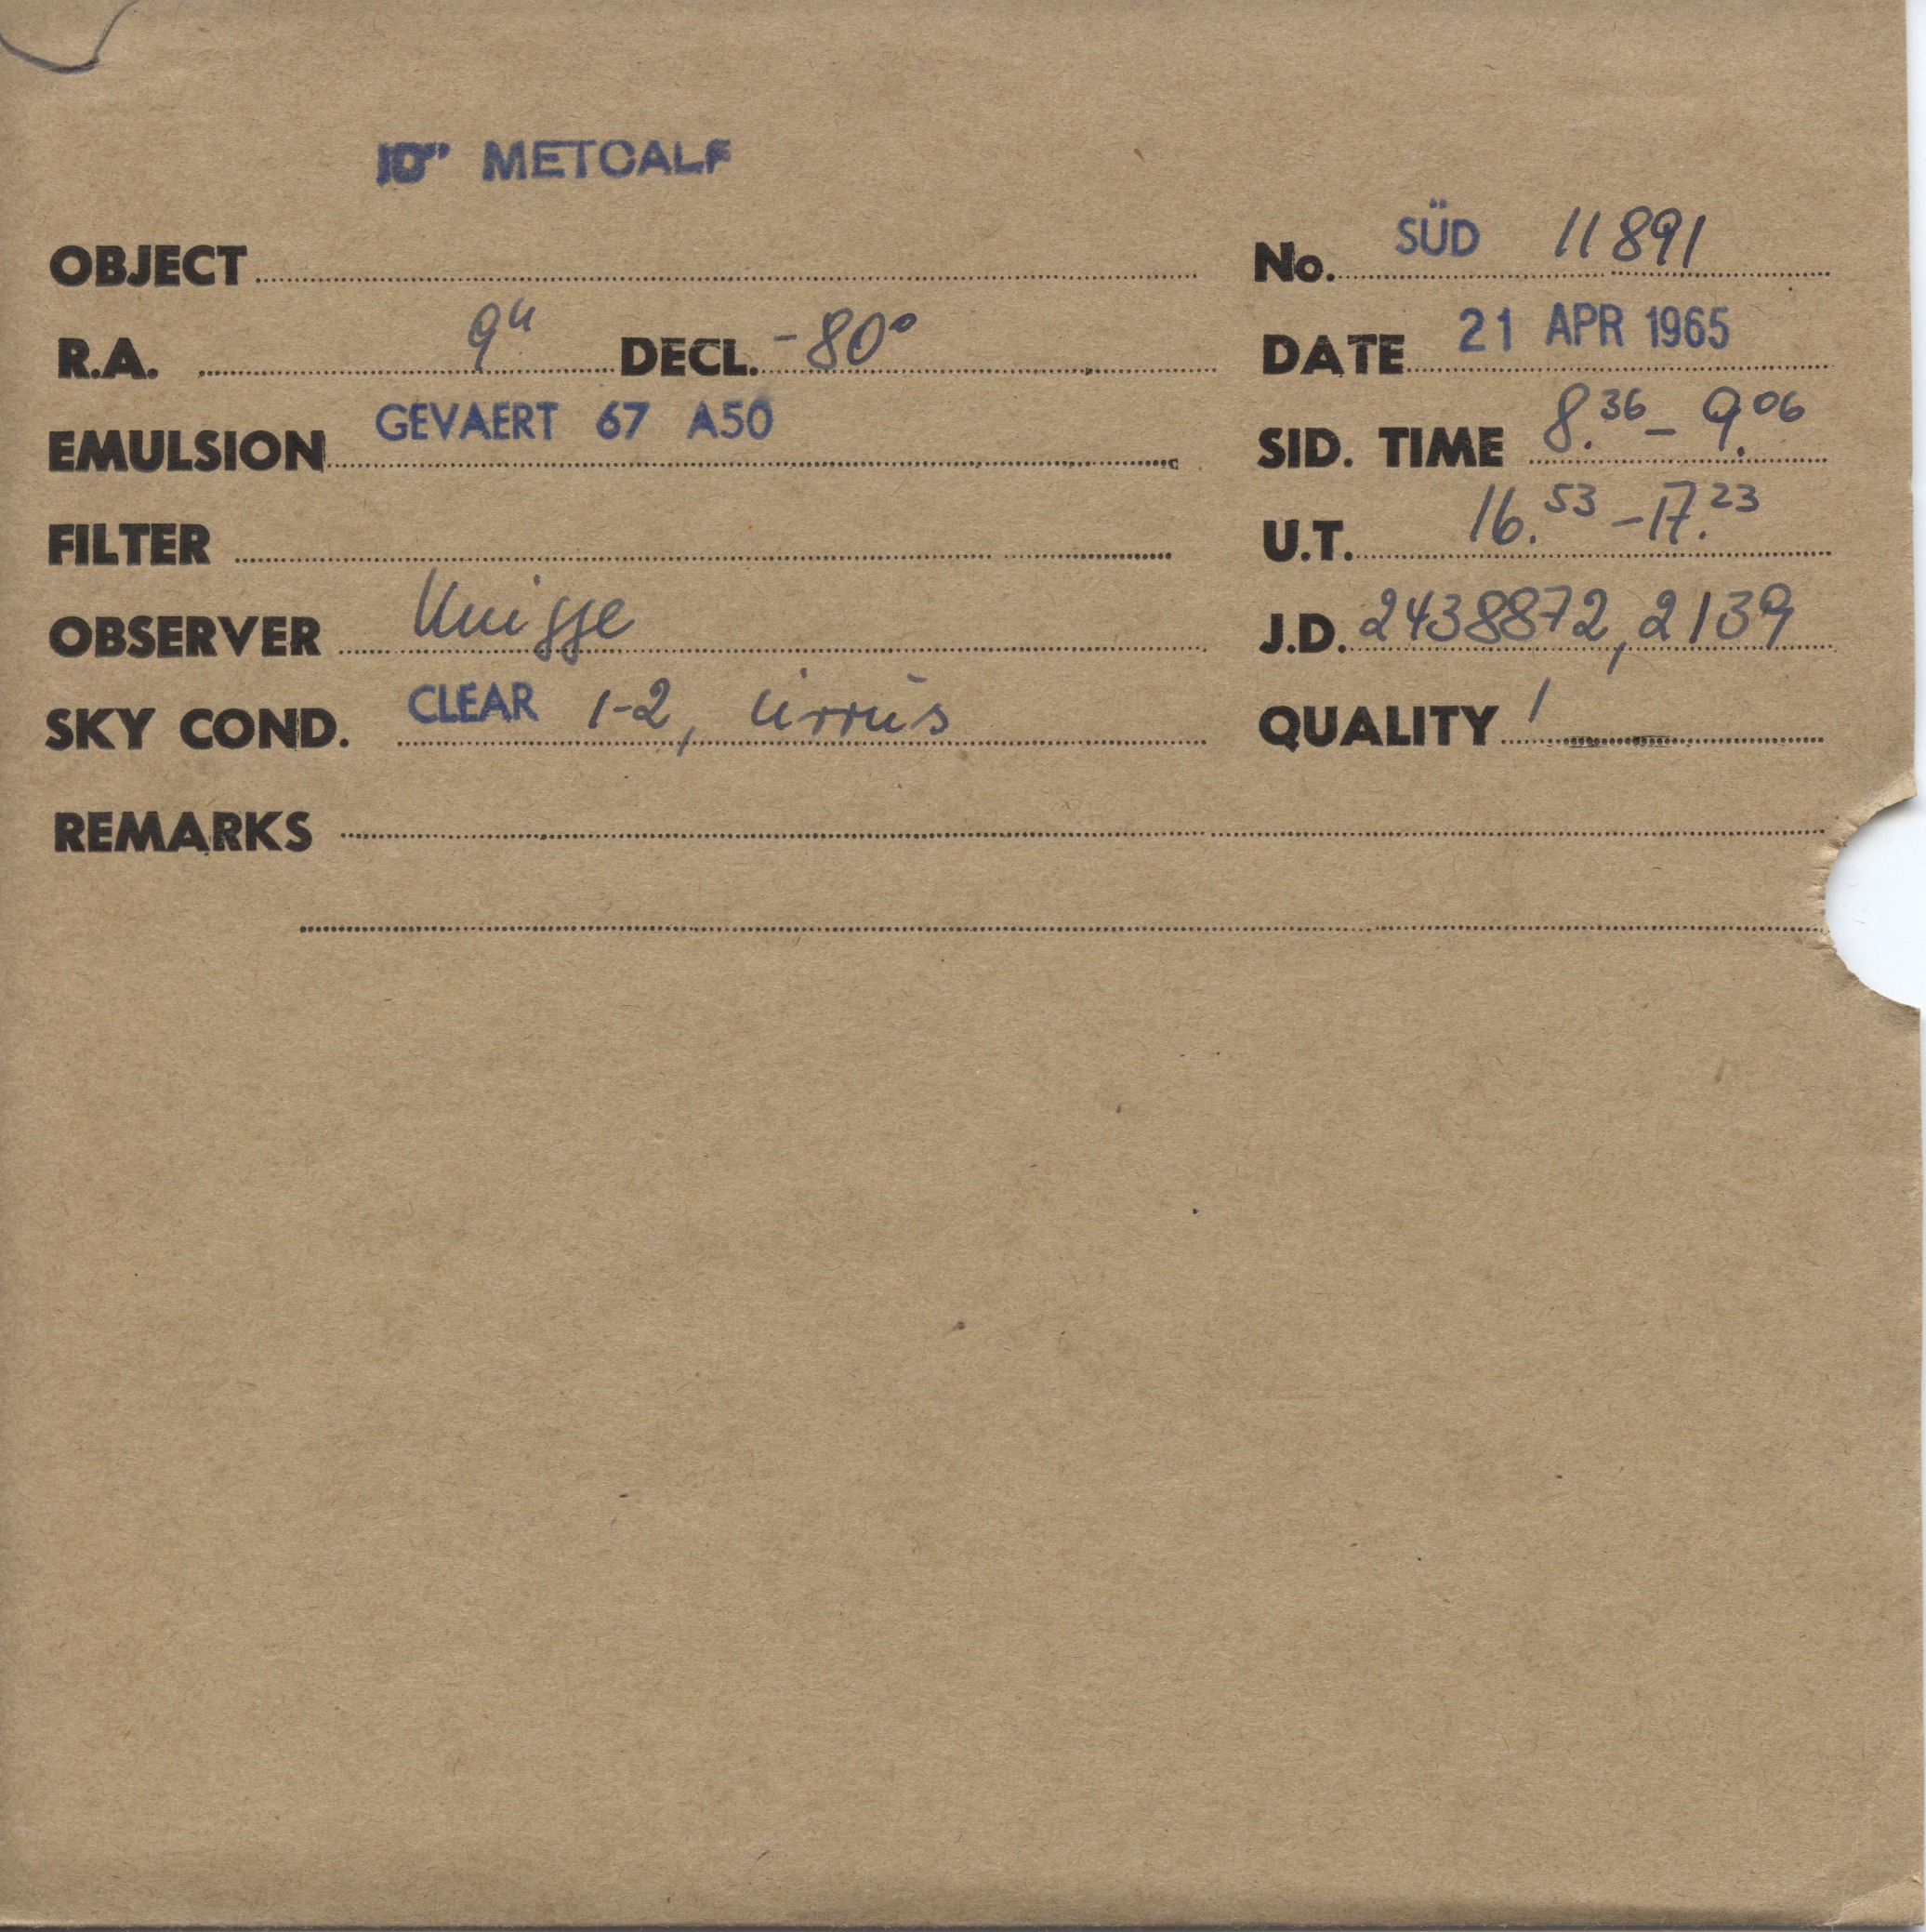 10" METCALF
OBJECT No. SÜD 11891
R.A. 9h DECL. -80° DATE 21 APR 1965
EMULSION GEVAERT 67 A50 SID. TIME 8.36 - 9.06
FILTER U.T. 16.53 - 17.23
OBSERVER Knigge J.D. 2438872,2139
SKY COND. CLEAR 1-2, cirrus QUALITY 1
REMARKS